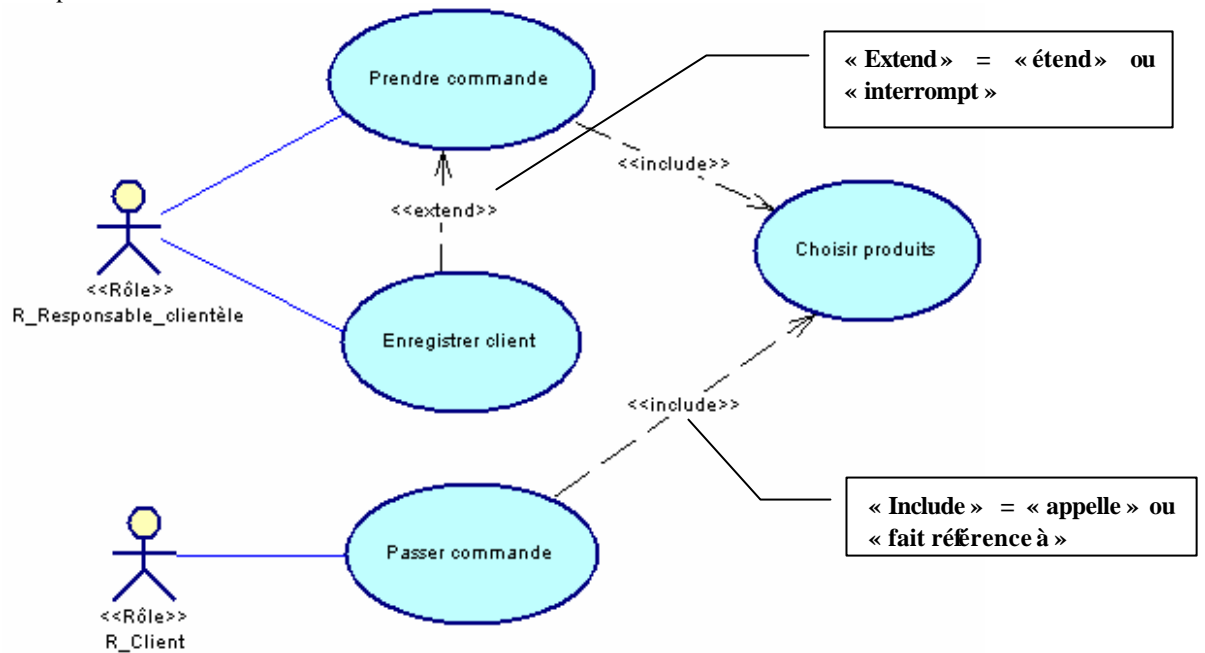 Prendre commande
« Extend » = « étend » ou
« interrompt »
<<include>>
<<extend>>
Choisir produits
<<Rôle>>
R_Responsable_clientèle
Enregistrer client
<<include>>
« Include » = « appelle » ou
« fait référence à »
Passer commande
<<Rôle>>
R_Client